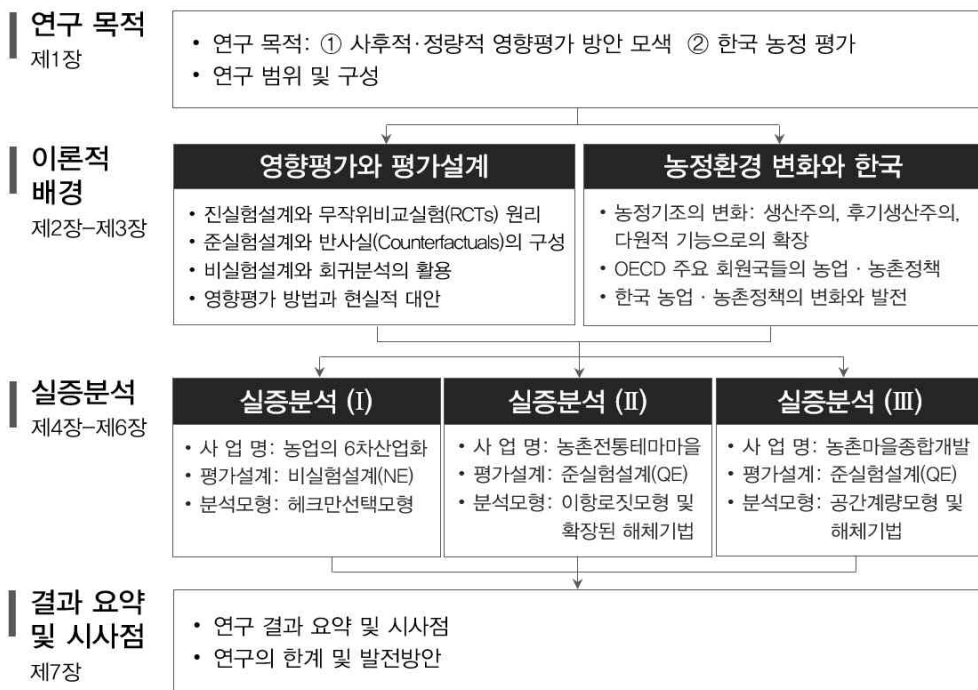 연구 목적
제1장
• 연구 목적: ① 사후적·정량적 영향평가 방안 모색 ② 한국 농정 평가
• 연구 범위 및 구성
이론적
배경
제2장–제3장
영향평가와 평가설계
• 진실험설계와 무작위비교실험(RCTs) 원리
• 준실험설계와 반사실(Counterfactuals)의 구성
• 비실험설계와 회귀분석의 활용
• 영향평가 방법과 현실적 대안
농정환경 변화와 한국
• 농정기조의 변화: 생산주의, 후기생산주의,
다원적 기능으로의 확장
• OECD 주요 회원국들의 농업 · 농촌정책
• 한국 농업 · 농촌정책의 변화와 발전
실증분석
제4장–제6장
실증분석 (Ⅰ)
• 사 업 명: 농업의 6차산업화
• 평가설계: 비실험설계(NE)
• 분석모형: 헤크만선택모형
실증분석 (Ⅱ)
• 사 업 명: 농촌전통테마마을
• 평가설계: 준실험설계(QE)
• 분석모형: 이항로짓모형 및
확장된 해체기법
실증분석 (Ⅲ)
• 사 업 명: 농촌마을종합개발
• 평가설계: 준실험설계(QE)
• 분석모형: 공간계량모형 및
해체기법
결과 요약
및 시사점
제7장
• 연구 결과 요약 및 시사점
• 연구의 한계 및 발전방안